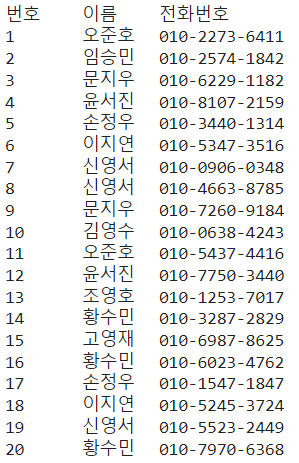 번호 이름 전화번호
1 오준호 010-2273-6411
2 임승민 010-2574-1842
3 문지우 010-6229-1182
4 윤서진 010-8107-2159
5 손정우 010-3440-1314
6 이지연 010-5347-3516
7 신영서 010-0906-0348
8 신영서 010-4663-8785
9 문지우 010-7260-9184
10 김영수 010-0638-4243
11 오준호 010-5437-4416
12 윤서진 010-7750-3440
13 조영호 010-1253-7017
14 황수민 010-3287-2829
15 고영재 010-6987-8625
16 황수민 010-6023-4762
17 손정우 010-1547-1847
18 이지연 010-5245-3724
19 신영서 010-5523-2449
20 황수민 010-7970-6368